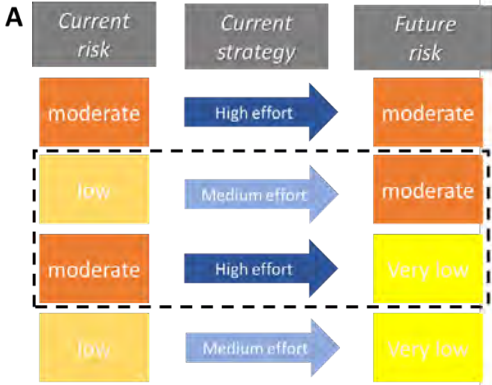 A
Current risk
Current strategy
Future risk
moderate
High effort
moderate
low
Medium effort
moderate
moderate
High effort
Very low
low
Medium effort
Very low